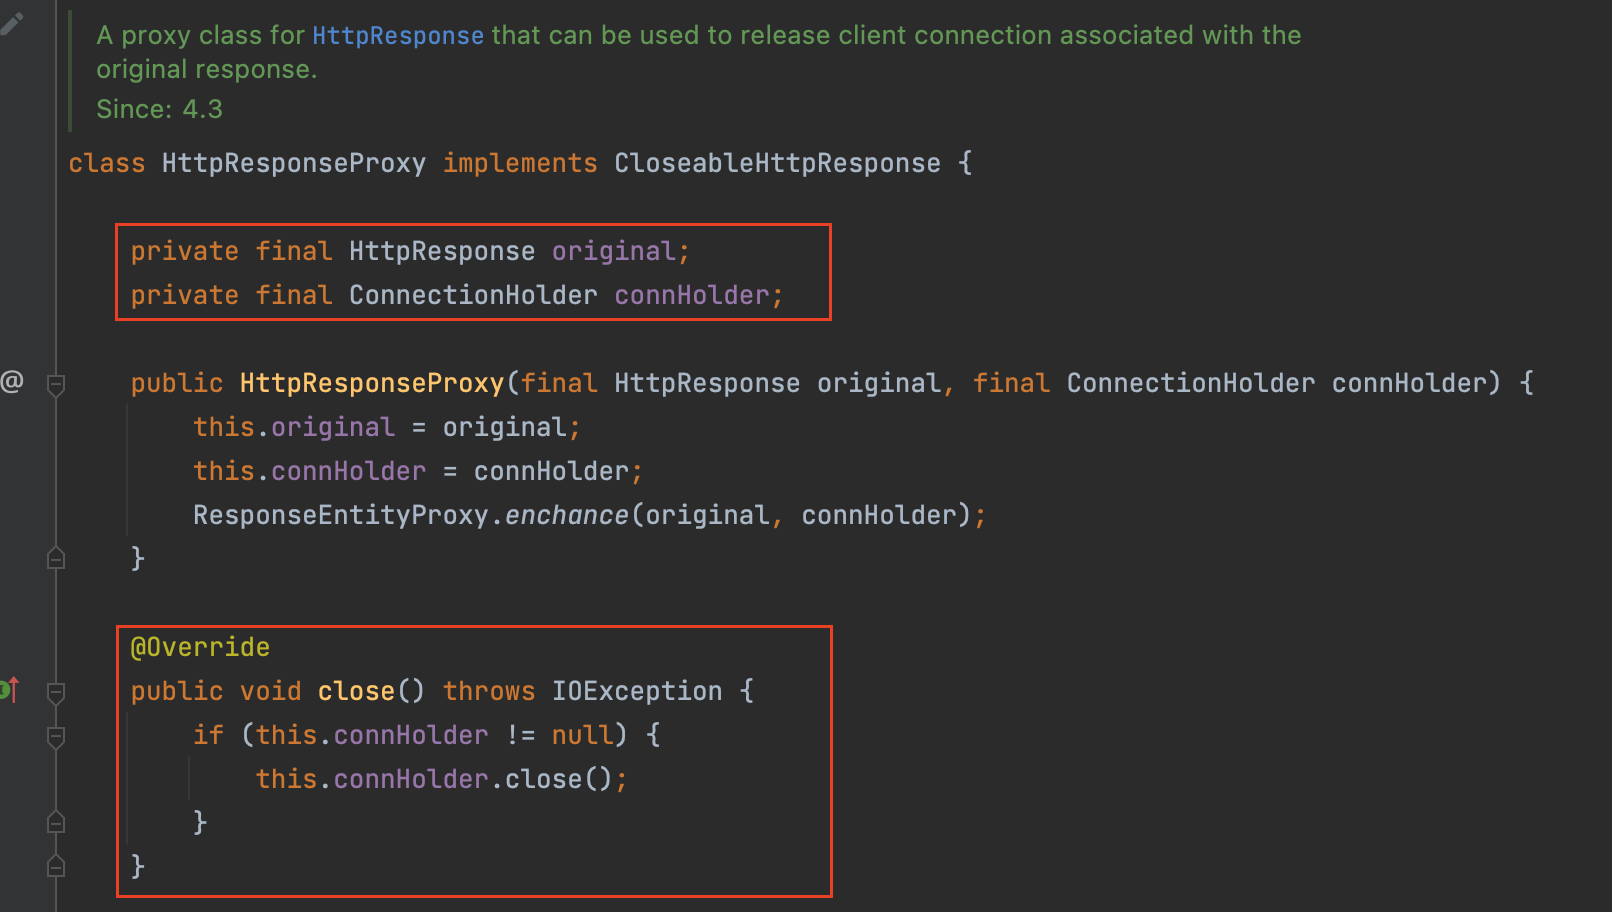 A proxy class for HttpResponse that can be used to release client connection associated with the
original response.
Since: 4.3
class HttpResponseProxy implements CloseableHttpResponse {
private final HttpResponse original;
private final ConnectionHolder connHolder;
@
public HttpResponseProxy(final HttpResponse original, final ConnectionHolder connHolder) {
this.original = original;
this.connHolder = connHolder;
ResponseEntityProxy.enchance(original, connHolder);
}
@Override
public void close() throws IOException {
if (this.connHolder != null) {
this.connHolder.close();
}
}